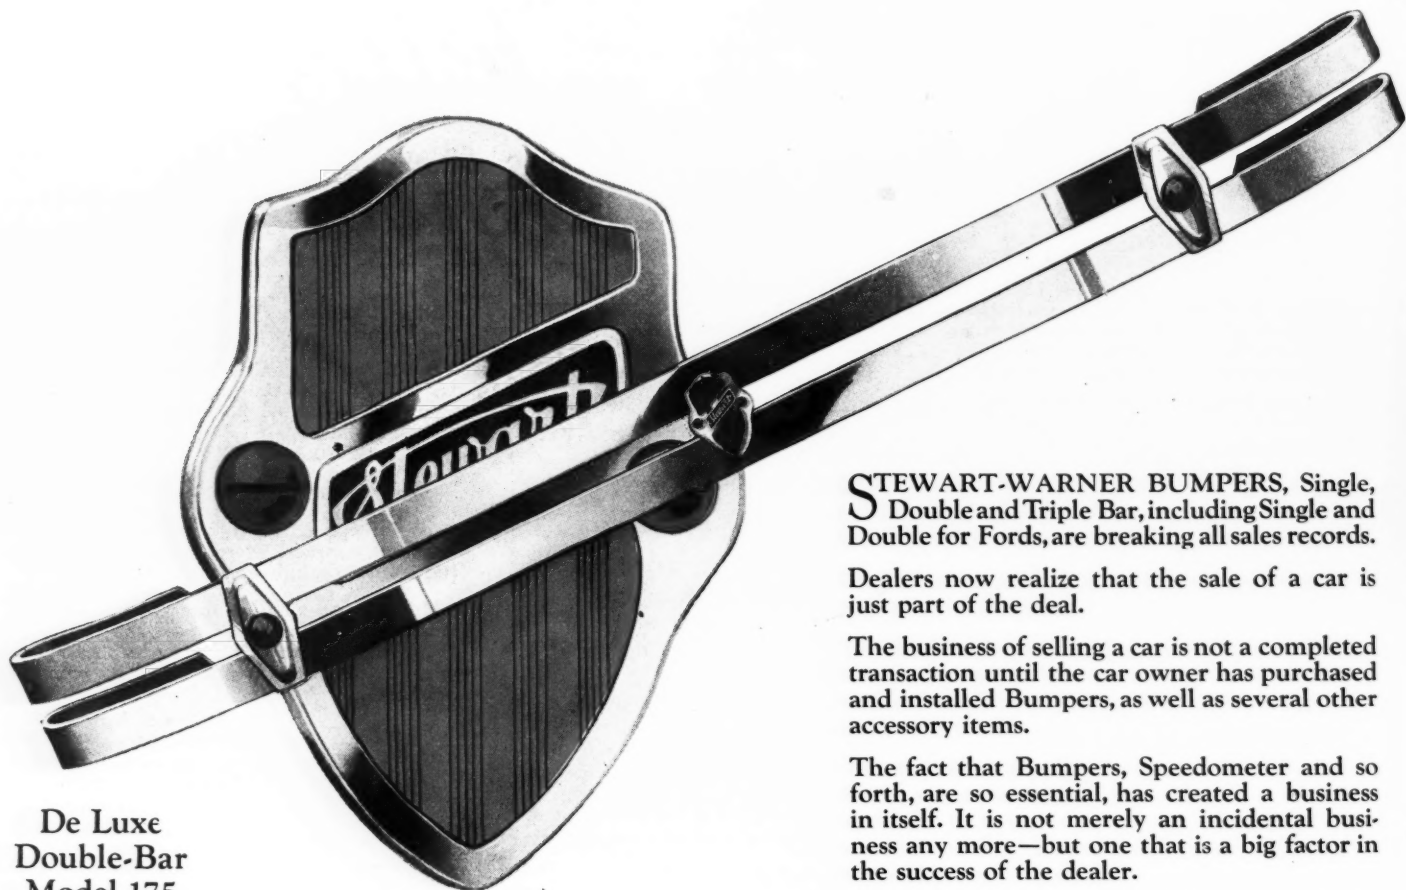 Stewart
STEWART-WARNER BUMPERS, Single,
Double and Triple Bar, including Single and
Double for Fords, are breaking all sales records.
Dealers now realize that the sale of a car is
just part of the deal.
The business of selling a car is not a completed
transaction until the car owner has purchased
and installed Bumpers, as well as several other
accessory items.
The fact that Bumpers, Speedometer and so
forth, are so essential, has created a business
in itself. It is not merely an incidental busi-
ness any more—but one that is a big factor in
the success of the dealer.
De Luxe
Double-Bar
Model 175